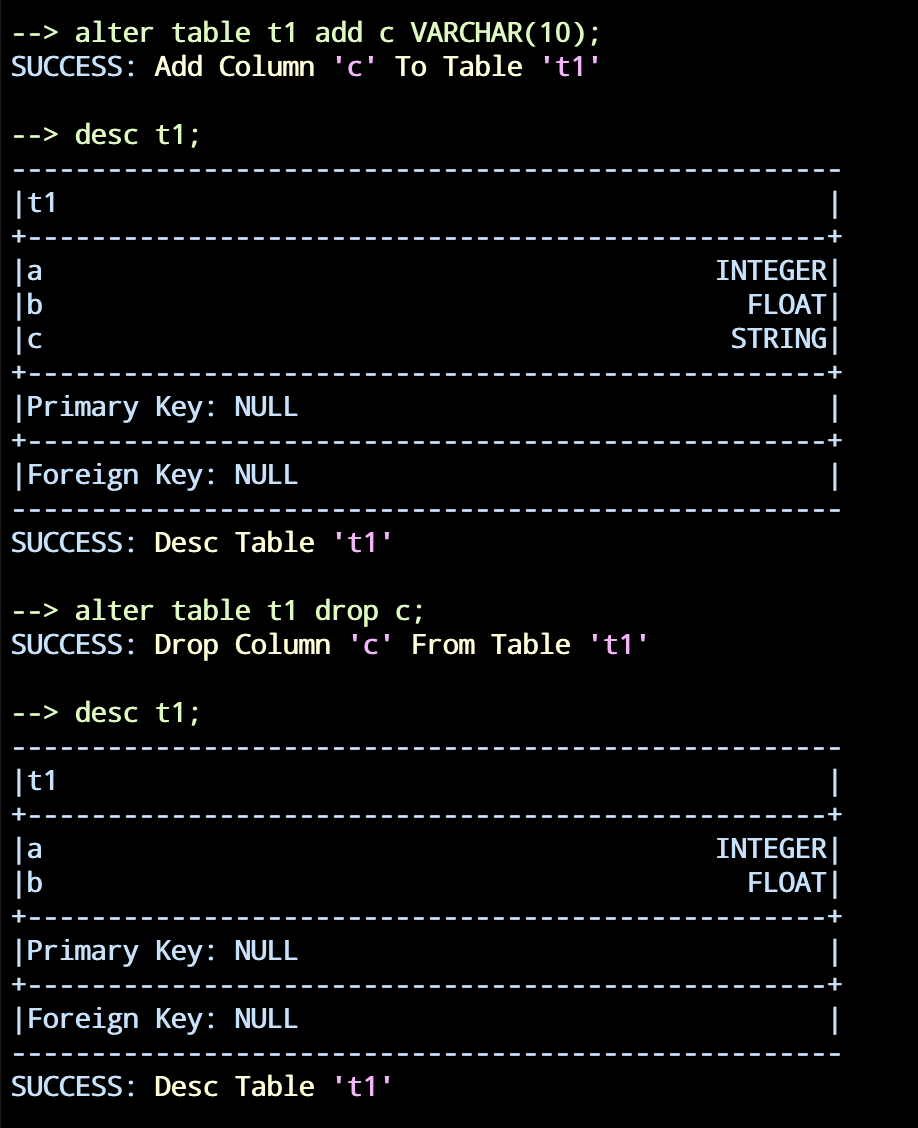 --> alter table t1 add c VARCHAR(10);
SUCCESS: Add Column 'c' To Table 't1'

--> desc t1;
----------------------------------------------------
|t1                                                 |
+--------------------------------------------------+
|a                                           INTEGER|
|b                                             FLOAT|
|c                                            STRING|
+--------------------------------------------------+
|Primary Key: NULL                                  |
+--------------------------------------------------+
|Foreign Key: NULL                                  |
----------------------------------------------------
SUCCESS: Desc Table 't1'

--> alter table t1 drop c;
SUCCESS: Drop Column 'c' From Table 't1'

--> desc t1;
----------------------------------------------------
|t1                                                 |
+--------------------------------------------------+
|a                                           INTEGER|
|b                                             FLOAT|
+--------------------------------------------------+
|Primary Key: NULL                                  |
+--------------------------------------------------+
|Foreign Key: NULL                                  |
----------------------------------------------------
SUCCESS: Desc Table 't1'